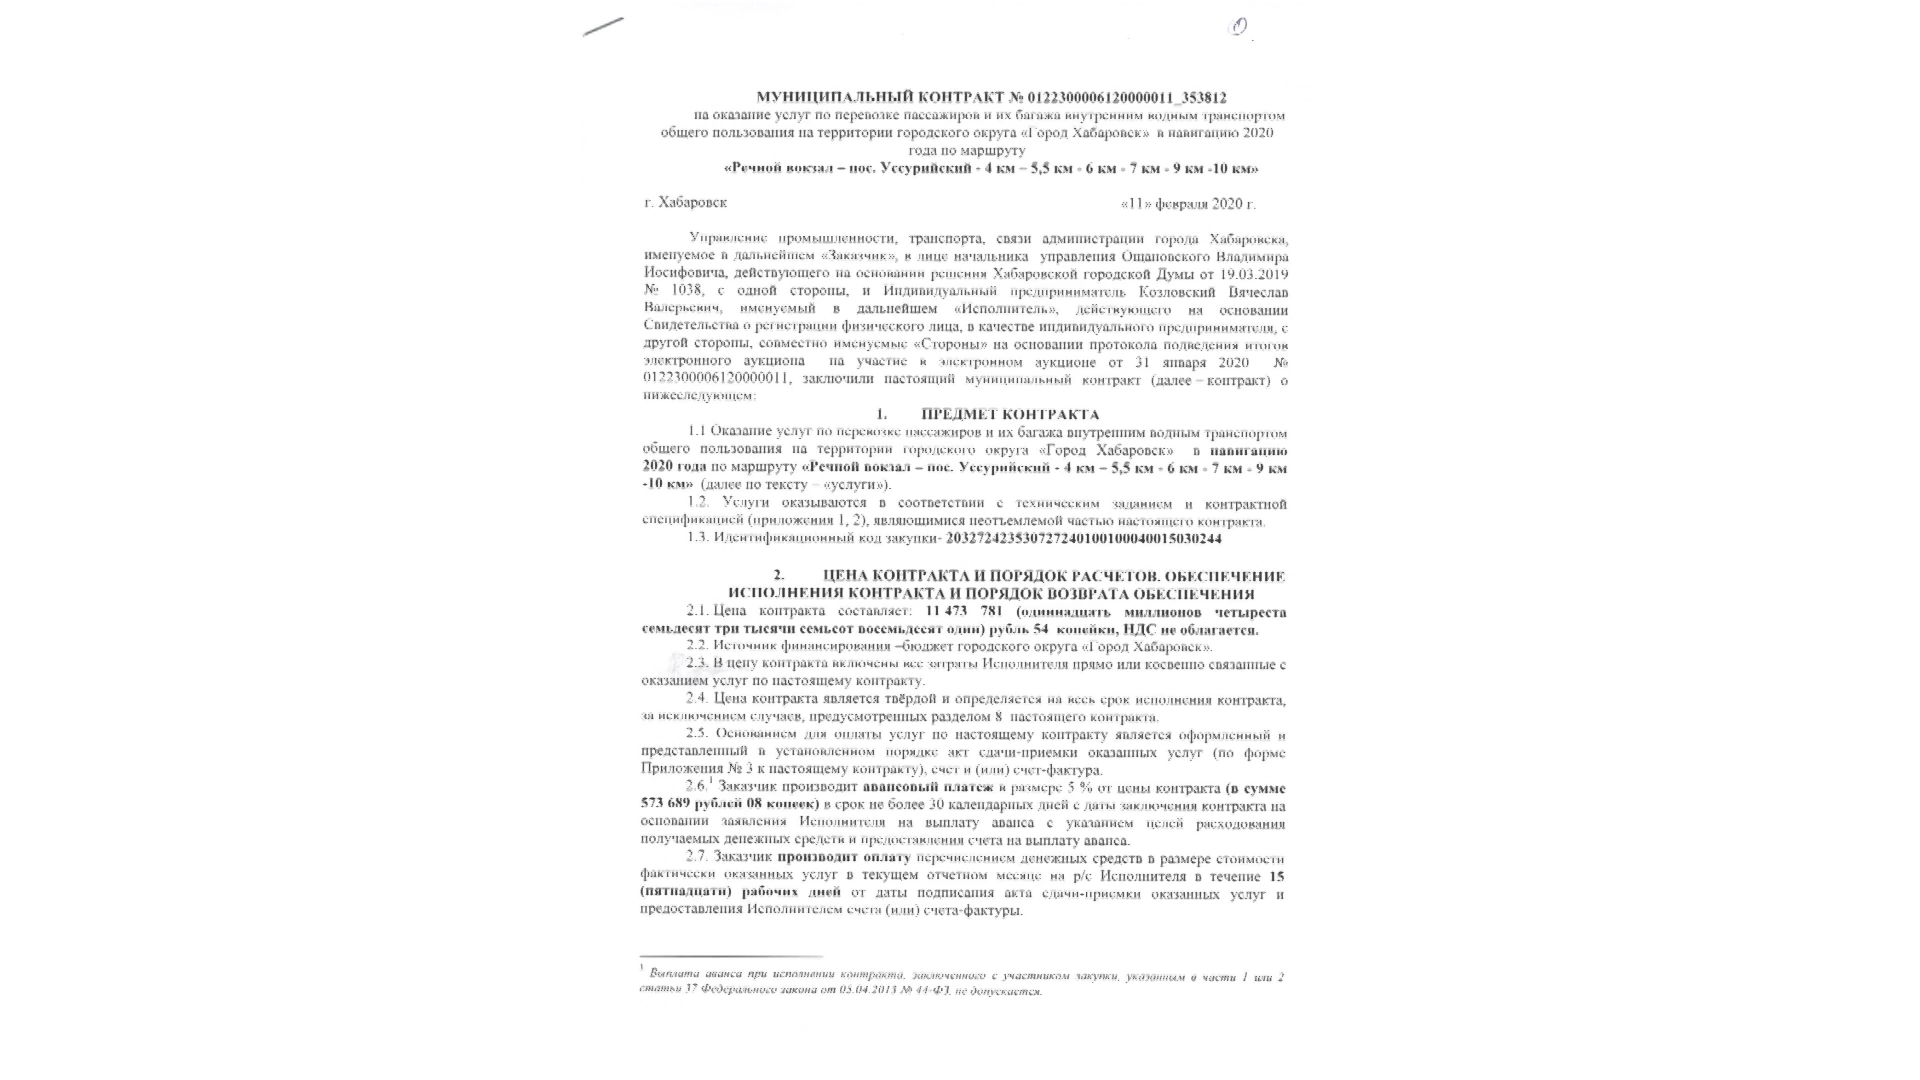 МУНИЦИПАЛЬНЫЙ КОНТРАКТ № 0122300006120000011_353812
на оказание услуг по перевозке пассажиров и их багажа внутренним водным транспортом
общего пользования на территории городского округа «Город Хабаровск» в навигацию 2020
года по маршруту
«Речной вокзал – пос. Уссурийский - 4 км – 5,5 км - 6 км - 7 км - 9 км -10 км»
г. Хабаровск «11» февраля 2020 г.
Управление промышленности, транспорта, связи администрации города Хабаровска,
именуемое в дальнейшем «Заказчик», в лице начальника управления Ощановского Владимира
Иосифовича, действующего на основании решения Хабаровской городской Думы от 19.03.2019
№ 1038, с одной стороны, и Индивидуальный предприниматель Козловский Вячеслав
Валерьевич, именуемый в дальнейшем «Исполнитель», действующего на основании
Свидетельства о регистрации физического лица, в качестве индивидуального предпринимателя, с
другой стороны, совместно именуемые «Стороны» на основании протокола подведения итогов
электронного аукциона на участие в электронном аукционе от 31 января 2020 №
0122300006120000011, заключили настоящий муниципальный контракт (далее – контракт) о
нижеследующем:
1. ПРЕДМЕТ КОНТРАКТА
1.1 Оказание услуг по перевозке пассажиров и их багажа внутренним водным транспортом
общего пользования на территории городского округа «Город Хабаровск» в навигацию
2020 года по маршруту «Речной вокзал – пос. Уссурийский - 4 км – 5,5 км - 6 км - 7 км - 9 км
-10 км» (далее по тексту – «услуги»).
1.2. Услуги оказываются в соответствии с техническим заданием и контрактной
спецификацией (приложения 1, 2), являющимися неотъемлемой частью настоящего контракта.
1.3. Идентификационный код закупки- 203272423530727240100100040015030244
2. ЦЕНА КОНТРАКТА И ПОРЯДОК РАСЧЕТОВ. ОБЕСПЕЧЕНИЕ
ИСПОЛНЕНИЯ КОНТРАКТА И ПОРЯДОК ВОЗВРАТА ОБЕСПЕЧЕНИЯ
2.1. Цена контракта составляет: 11 473 781 (одиннадцать миллионов четыреста
семьдесят три тысячи семьсот восемьдесят один) рубль 54 копейки, НДС не облагается.
2.2. Источник финансирования –бюджет городского округа «Город Хабаровск».
2.3. В цену контракта включены все затраты Исполнителя прямо или косвенно связанные с
оказанием услуг по настоящему контракту.
2.4. Цена контракта является твёрдой и определяется на весь срок исполнения контракта,
за исключением случаев, предусмотренных разделом 8 настоящего контракта.
2.5. Основанием для оплаты услуг по настоящему контракту является оформленный и
представленный в установленном порядке акт сдачи-приемки оказанных услуг (по форме
Приложения № 3 к настоящему контракту), счет и (или) счет-фактура.
2.6.1 Заказчик производит авансовый платеж в размере 5 % от цены контракта (в сумме
573 689 рублей 08 копеек) в срок не более 30 календарных дней с даты заключения контракта на
основании заявления Исполнителя на выплату аванса с указанием целей расходования
получаемых денежных средств и предоставления счета на выплату аванса.
2.7. Заказчик производит оплату перечислением денежных средств в размере стоимости
фактически оказанных услуг в текущем отчетном месяце на р/с Исполнителя в течение 15
(пятнадцати) рабочих дней от даты подписания акта сдачи-приемки оказанных услуг и
предоставления Исполнителем счета (или) счета-фактуры.
1 Выплата аванса при исполнении контракта, заключенного с участником закупки, указанным в части 1 или 2
статьи 37 Федерального закона от 05.04.2013 № 44-ФЗ, не допускается.